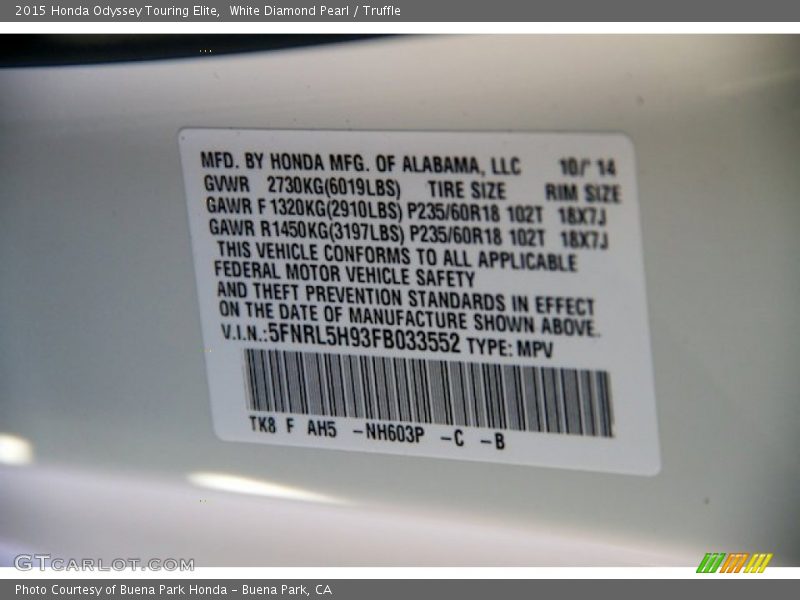 2015 Honda Odyssey Touring Elite, White Diamond Pearl / Truffle
MFD. BY HONDA MFG. OF ALABAMA, LLC 10/' 14
GVWR 2730KG(6019LBS) TIRE SIZE RIM SIZE
GAWR F 1320KG(2910LBS) P235/60R18 102T 18X7J
GAWR R1450KG(3197LBS) P235/60R18 102T 18X7J
THIS VEHICLE CONFORMS TO ALL APPLICABLE
FEDERAL MOTOR VEHICLE SAFETY
AND THEFT PREVENTION STANDARDS IN EFFECT
ON THE DATE OF MANUFACTURE SHOWN ABOVE.
V.I.N.:5FNRL5H93FB033552 TYPE: MPV
TK8 F AH5 –NH603P –C –B
GTCARLOT.COM
Photo Courtesy of Buena Park Honda – Buena Park, CA